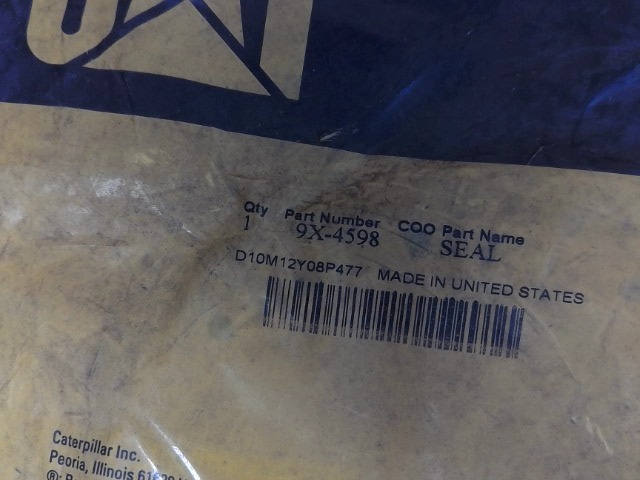 CAT
Qty Part Number COO Part Name
1 9X-4598 SEAL
D10M12Y08P477 MADE IN UNITED STATES
Caterpillar Inc.
Peoria, Illinois